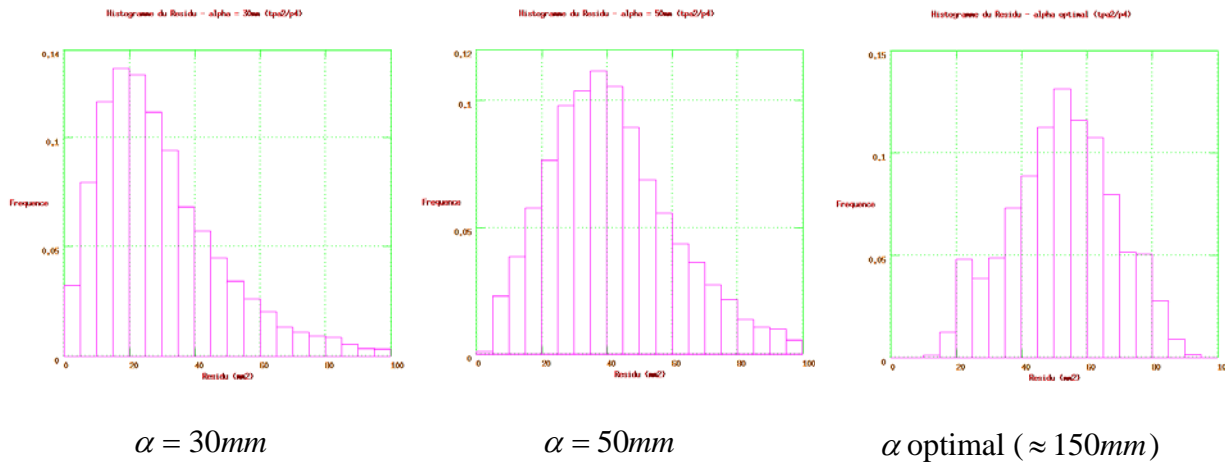 Histogramme du Residu - alpha = 30mm (tpa2/p4)
0.14
0.1
Frequence
0.05
0
0 20 40 60 80 100
Residu (mm2)
α = 30mm
Histogramme du Residu - alpha = 50mm (tpa2/p4)
0.12
0.1
Frequence
0.05
0
0 20 40 60 80 100
Residu (mm2)
α = 50mm
Histogramme du Residu - alpha optimal (tpa2/p4)
0.15
0.1
Frequence
0.05
0
0 20 40 60 80 100
Residu (mm2)
α optimal (≈150mm)